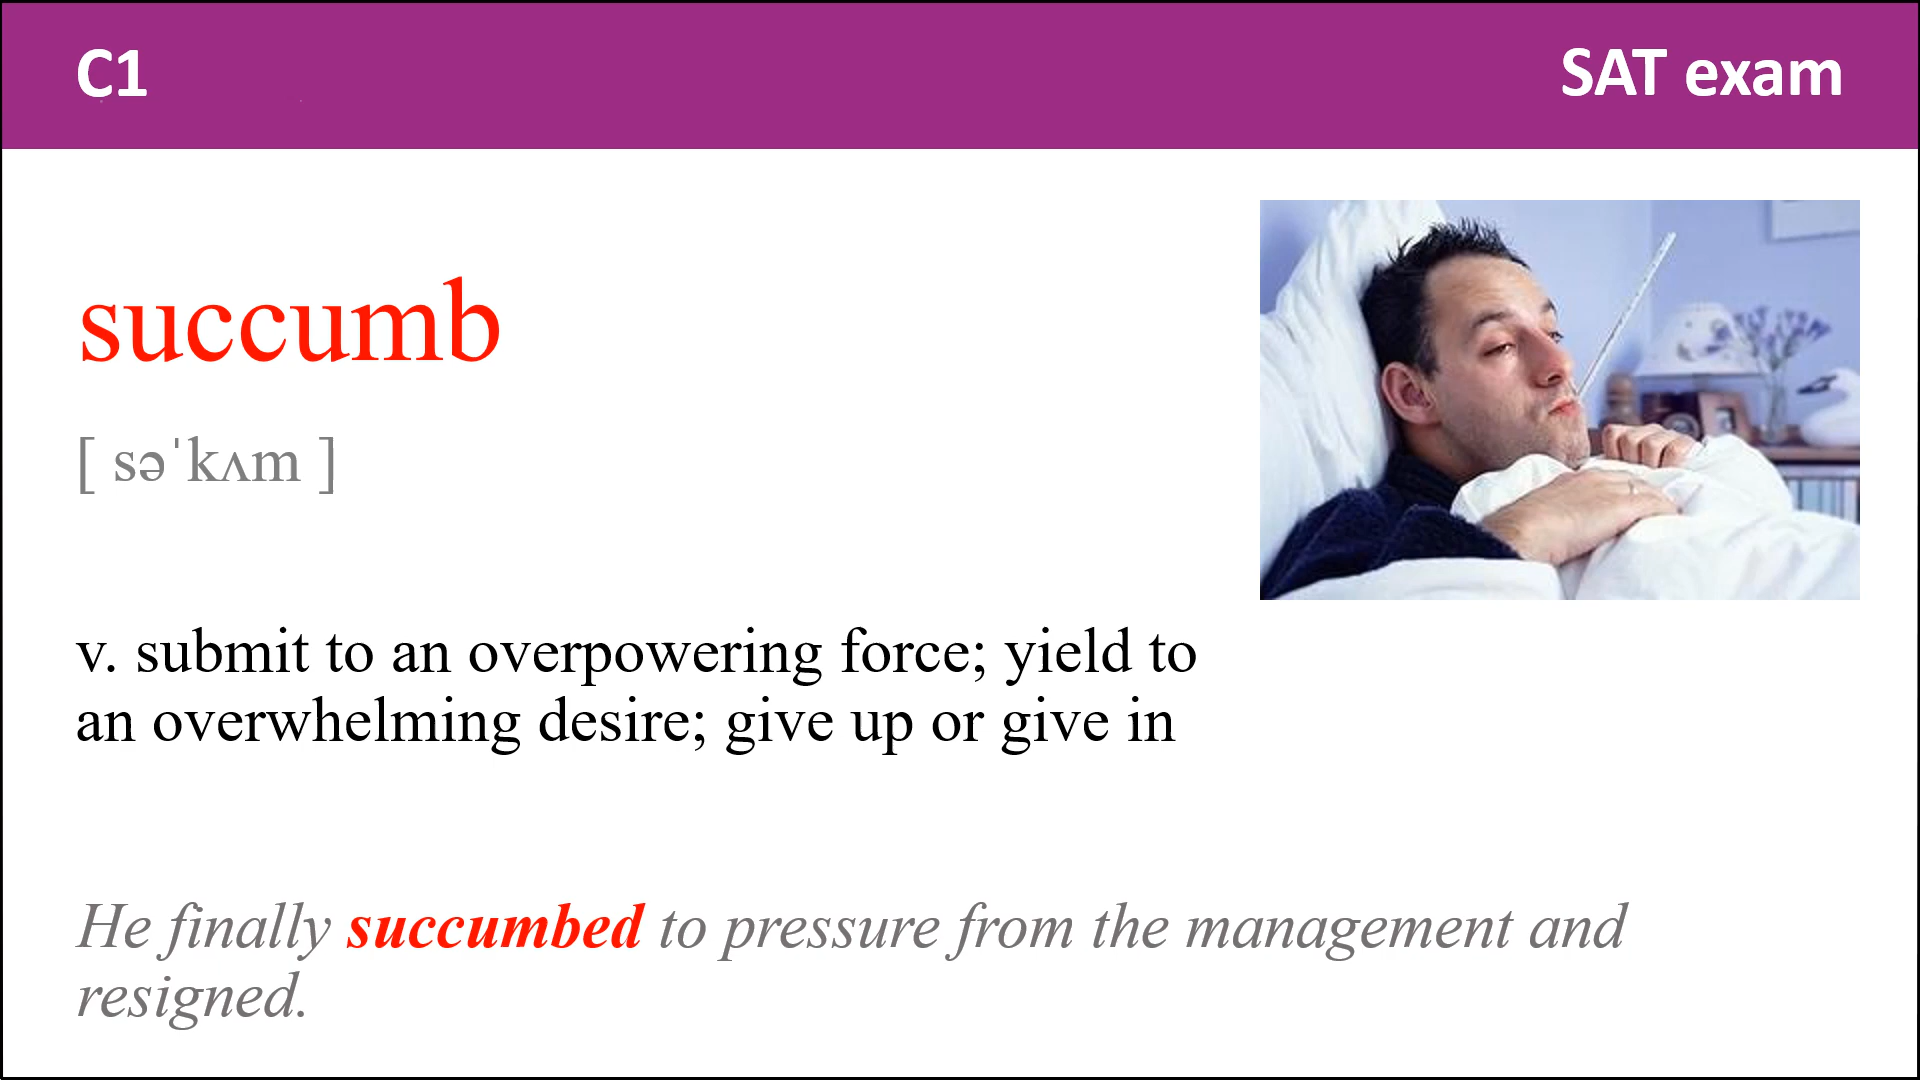 C1
SAT exam
succumb
[ səˈkʌm ]
v. submit to an overpowering force; yield to
an overwhelming desire; give up or give in
He finally succumbed to pressure from the management and
resigned.